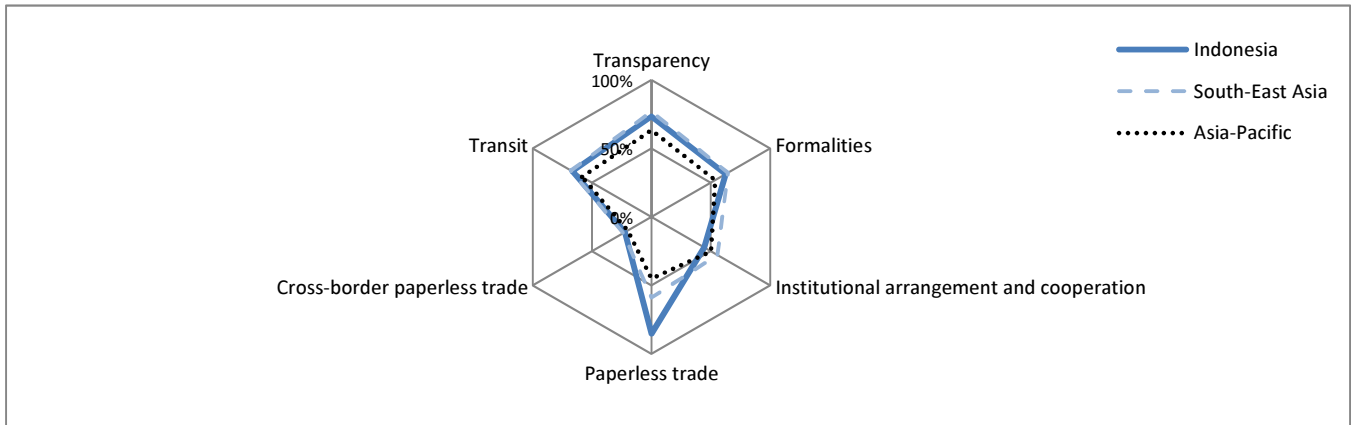 Transparency
100%
Transit
50%
Formalities
0%
Cross-border paperless trade
Institutional arrangement and cooperation
Paperless trade
Indonesia
South-East Asia
Asia-Pacific